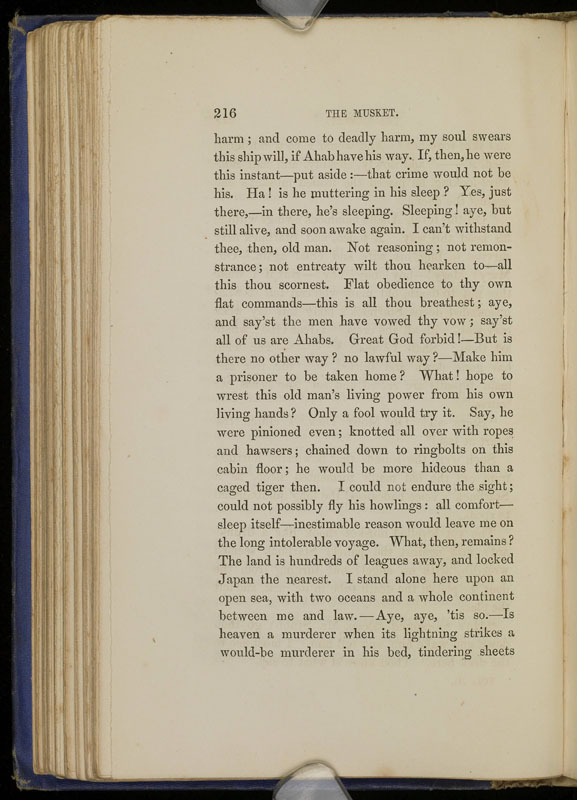 216
THE MUSKET.
harm ; and come to deadly harm, my soul swears
this ship will, if Ahab have his way. If, then, he were
this instant—put aside :—that crime would not be
his. Ha ! is he muttering in his sleep ? Yes, just
there,—in there, he's sleeping. Sleeping ! aye, but
still alive, and soon awake again. I can't withstand
thee, then, old man. Not reasoning ; not remon-
strance ; not entreaty wilt thou hearken to—all
this thou scornest. Flat obedience to thy own
flat commands—this is all thou breathest ; aye,
and say'st the men have vowed thy vow ; say'st
all of us are Ahabs. Great God forbid !—But is
there no other way ? no lawful way ?—Make him
a prisoner to be taken home ? What ! hope to
wrest this old man's living power from his own
living hands ? Only a fool would try it. Say, he
were pinioned even ; knotted all over with ropes
and hawsers ; chained down to ringbolts on this
cabin floor ; he would be more hideous than a
caged tiger then. I could not endure the sight ;
could not possibly fly his howlings : all comfort—
sleep itself—inestimable reason would leave me on
the long intolerable voyage. What, then, remains ?
The land is hundreds of leagues away, and locked
Japan the nearest. I stand alone here upon an
open sea, with two oceans and a whole continent
between me and law.—Aye, aye, 'tis so.—Is
heaven a murderer when its lightning strikes a
would-be murderer in his bed, tindering sheets